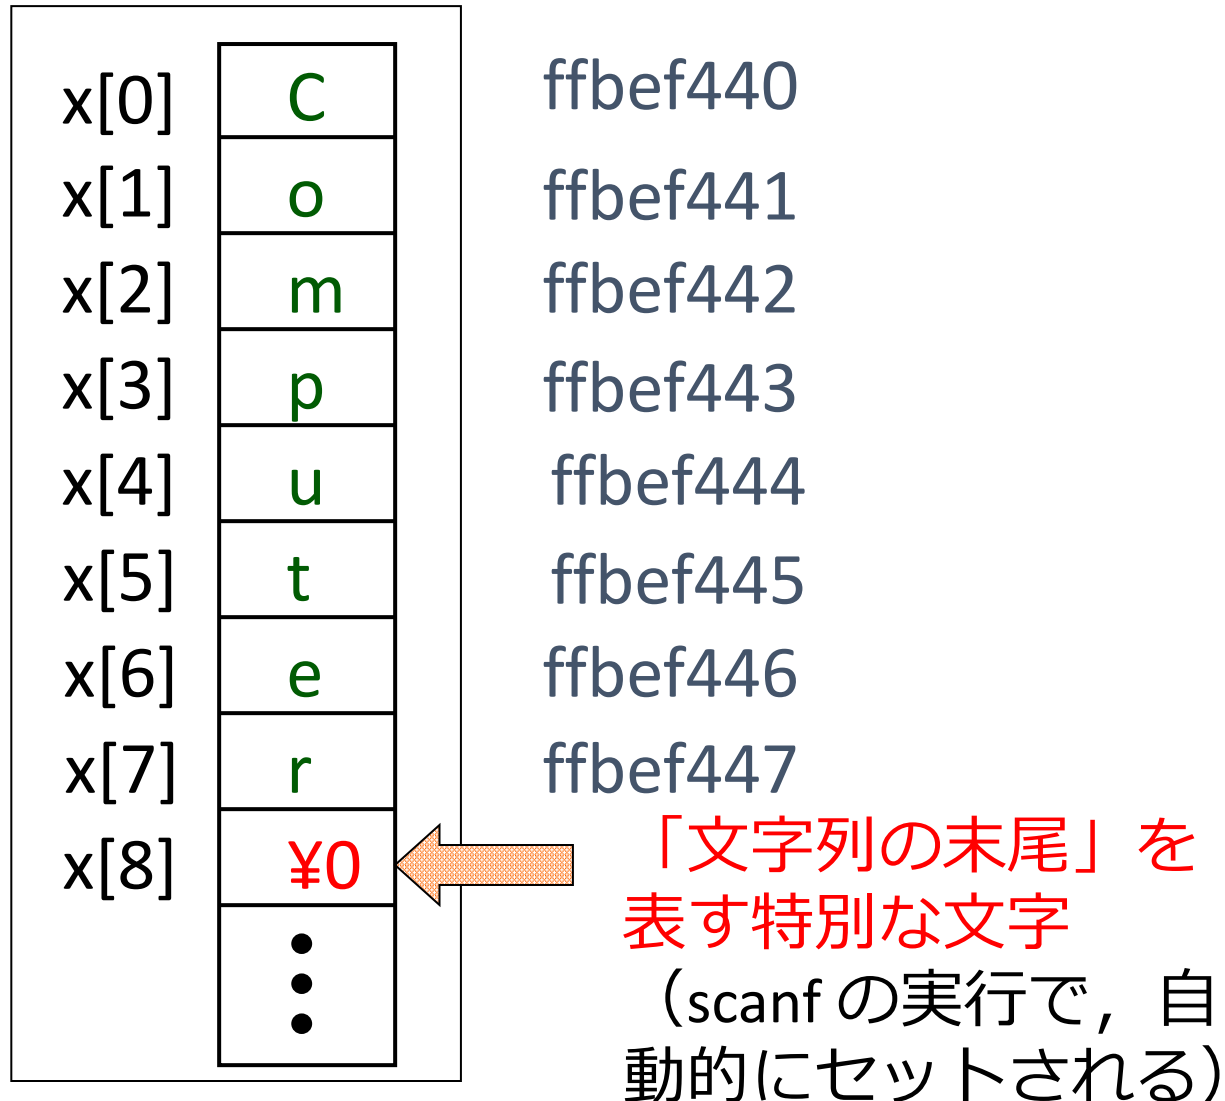 x[0] C ffbef440
x[1] o ffbef441
x[2] m ffbef442
x[3] p ffbef443
x[4] u ffbef444
x[5] t ffbef445
x[6] e ffbef446
x[7] r ffbef447
x[8] ¥0
「文字列の末尾」を
表す特別な文字
（scanf の実行で，自
動的にセットされる）